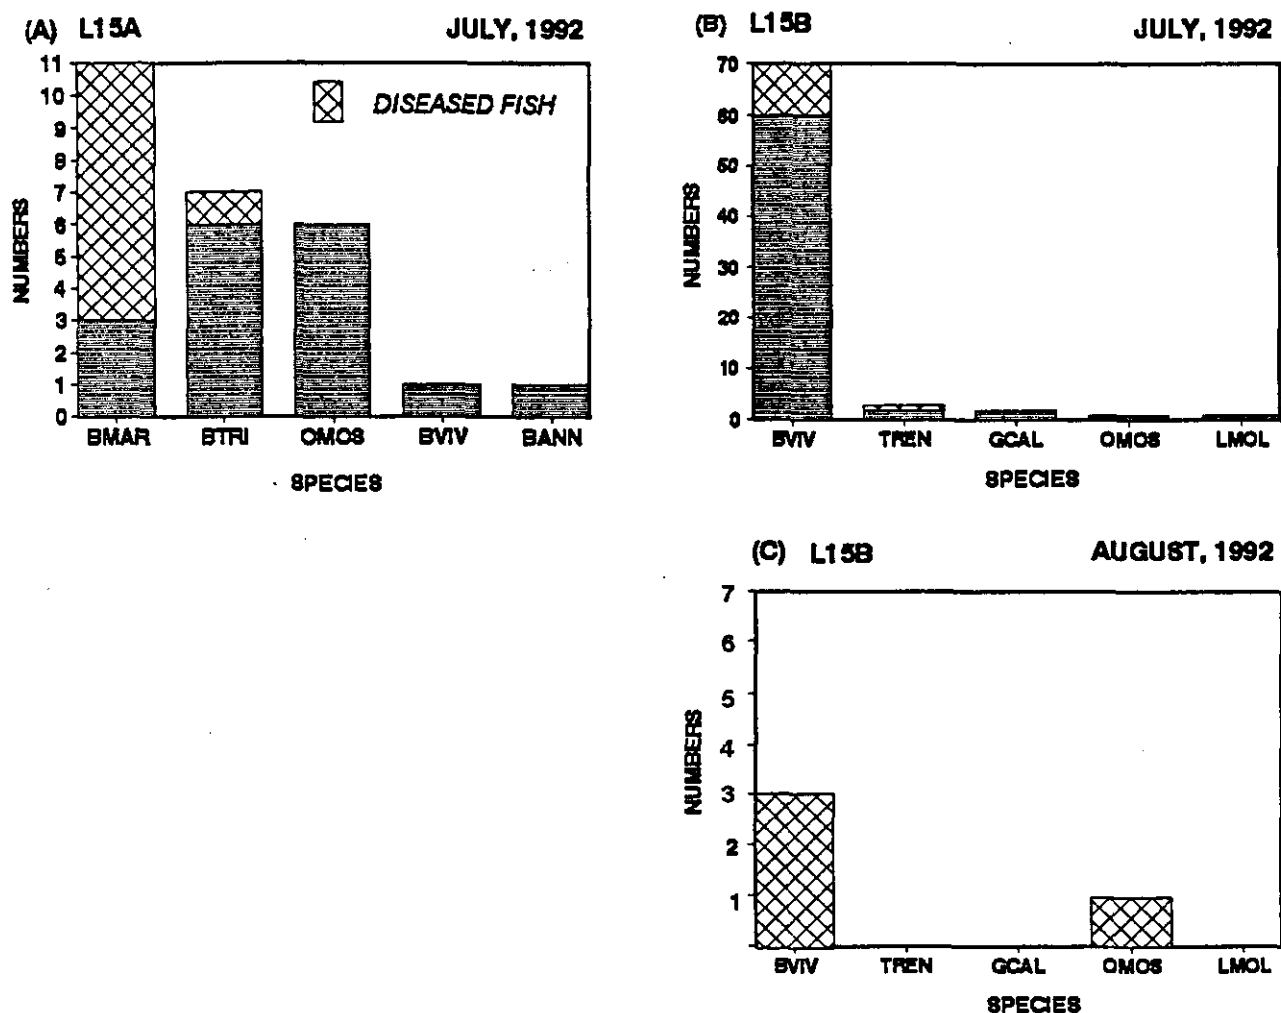 (A) L15A JULY, 1992
11
10
9
8
7
6
5
4
3
2
1
0
NUMBERS
DISEASED FISH
BMAR BTRI OMOS BVIV BANN
SPECIES
(B) L15B JULY, 1992
70
60
50
40
30
20
10
0
NUMBERS
BVIV TREN GCAL OMOS LMOL
SPECIES
(C) L15B AUGUST, 1992
7
6
5
4
3
2
1
NUMBERS
BVIV TREN GCAL OMOS LMOL
SPECIES